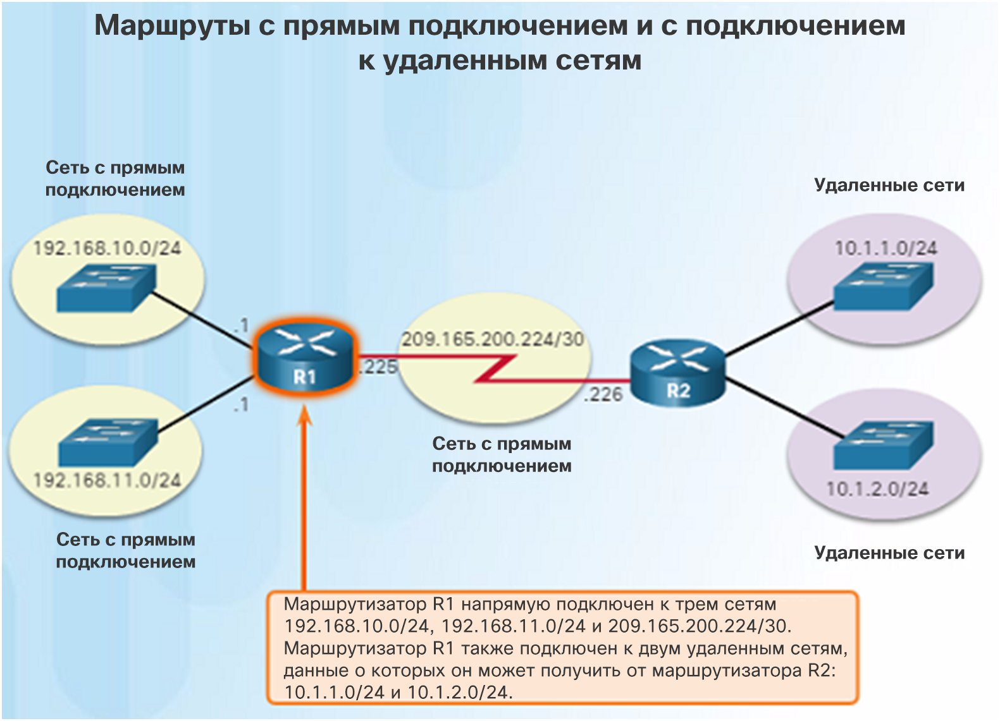 Маршруты с прямым подключением и с подключением
к удаленным сетям
Сеть с прямым
подключением
192.168.10.0/24
.1
R1
.1
192.168.11.0/24
Сеть с прямым
подключением
209.165.200.224/30
.225
.226
Сеть с прямым
подключением
R2
Удаленные сети
10.1.1.0/24
10.1.2.0/24
Удаленные сети
Маршрутизатор R1 напрямую подключен к трем сетям
192.168.10.0/24, 192.168.11.0/24 и 209.165.200.224/30.
Маршрутизатор R1 также подключен к двум удаленным сетям,
данные о которых он может получить от маршрутизатора R2:
10.1.1.0/24 и 10.1.2.0/24.